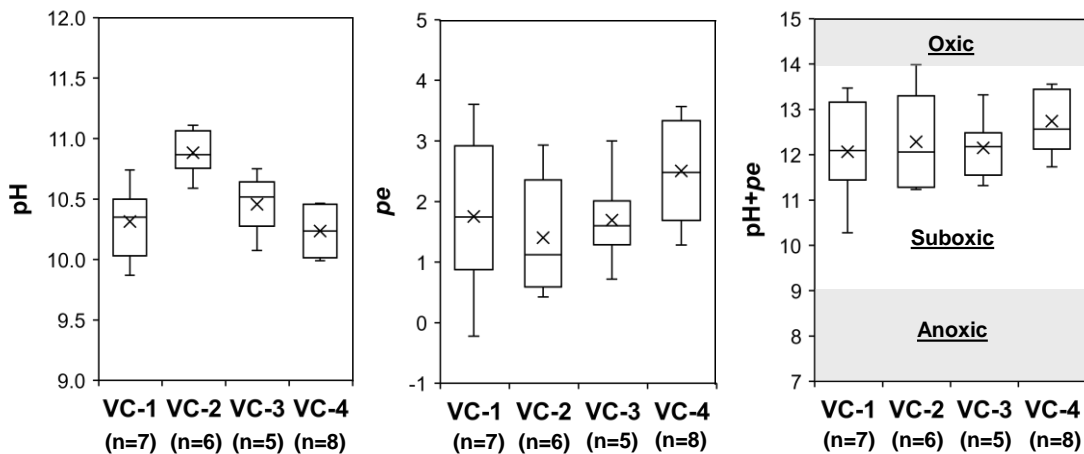 pH
12.0
11.5
11.0
10.5
10.0
9.5
9.0
VC-1 VC-2 VC-3 VC-4
(n=7) (n=6) (n=5) (n=8)
pe
5
4
3
2
1
0
-1
VC-1 VC-2 VC-3 VC-4
(n=7) (n=6) (n=5) (n=8)
pH+pe
15
14
13
12
11
10
9
8
7
Oxic
Suboxic
Anoxic
VC-1 VC-2 VC-3 VC-4
(n=7) (n=6) (n=5) (n=8)